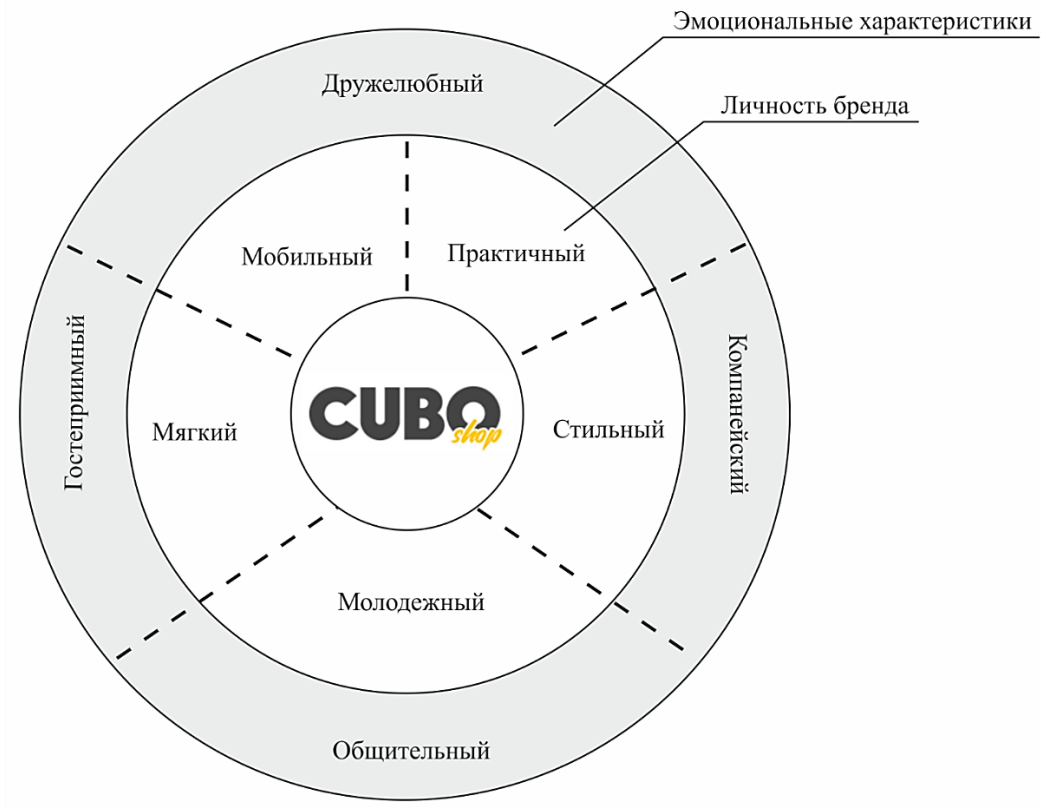 Эмоциональные характеристики
Дружелюбный
Личность бренда
Мобильный
Практичный
Гостеприимный
Мягкий
CUBO
shop
Стильный
Компанейский
Молодежный
Общительный